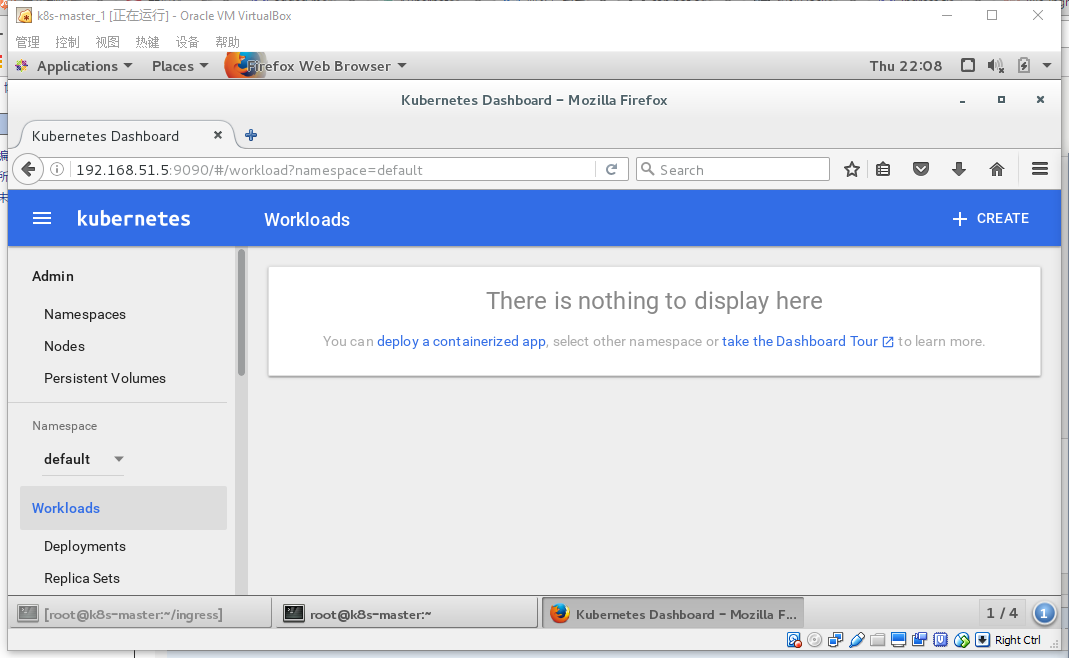 k8s-master_1 [正在运行] - Oracle VM VirtualBox
管理 控制 视图 热键 设备 帮助
Applications Places Firefox Web Browser Thu 22:08
Kubernetes Dashboard - Mozilla Firefox
Kubernetes Dashboard
192.168.51.5:9090/#/workload?namespace=default Search
kubernetes Workloads + CREATE
Admin
Namespaces
Nodes
Persistent Volumes
Namespace
default
Workloads
Deployments
Replica Sets
There is nothing to display here
You can deploy a containerized app, select other namespace or take the Dashboard Tour to learn more.
[root@k8s-master:~/ingress] root@k8s-master:~ Kubernetes Dashboard - Mozilla F... 1 / 4 1
Right Ctrl